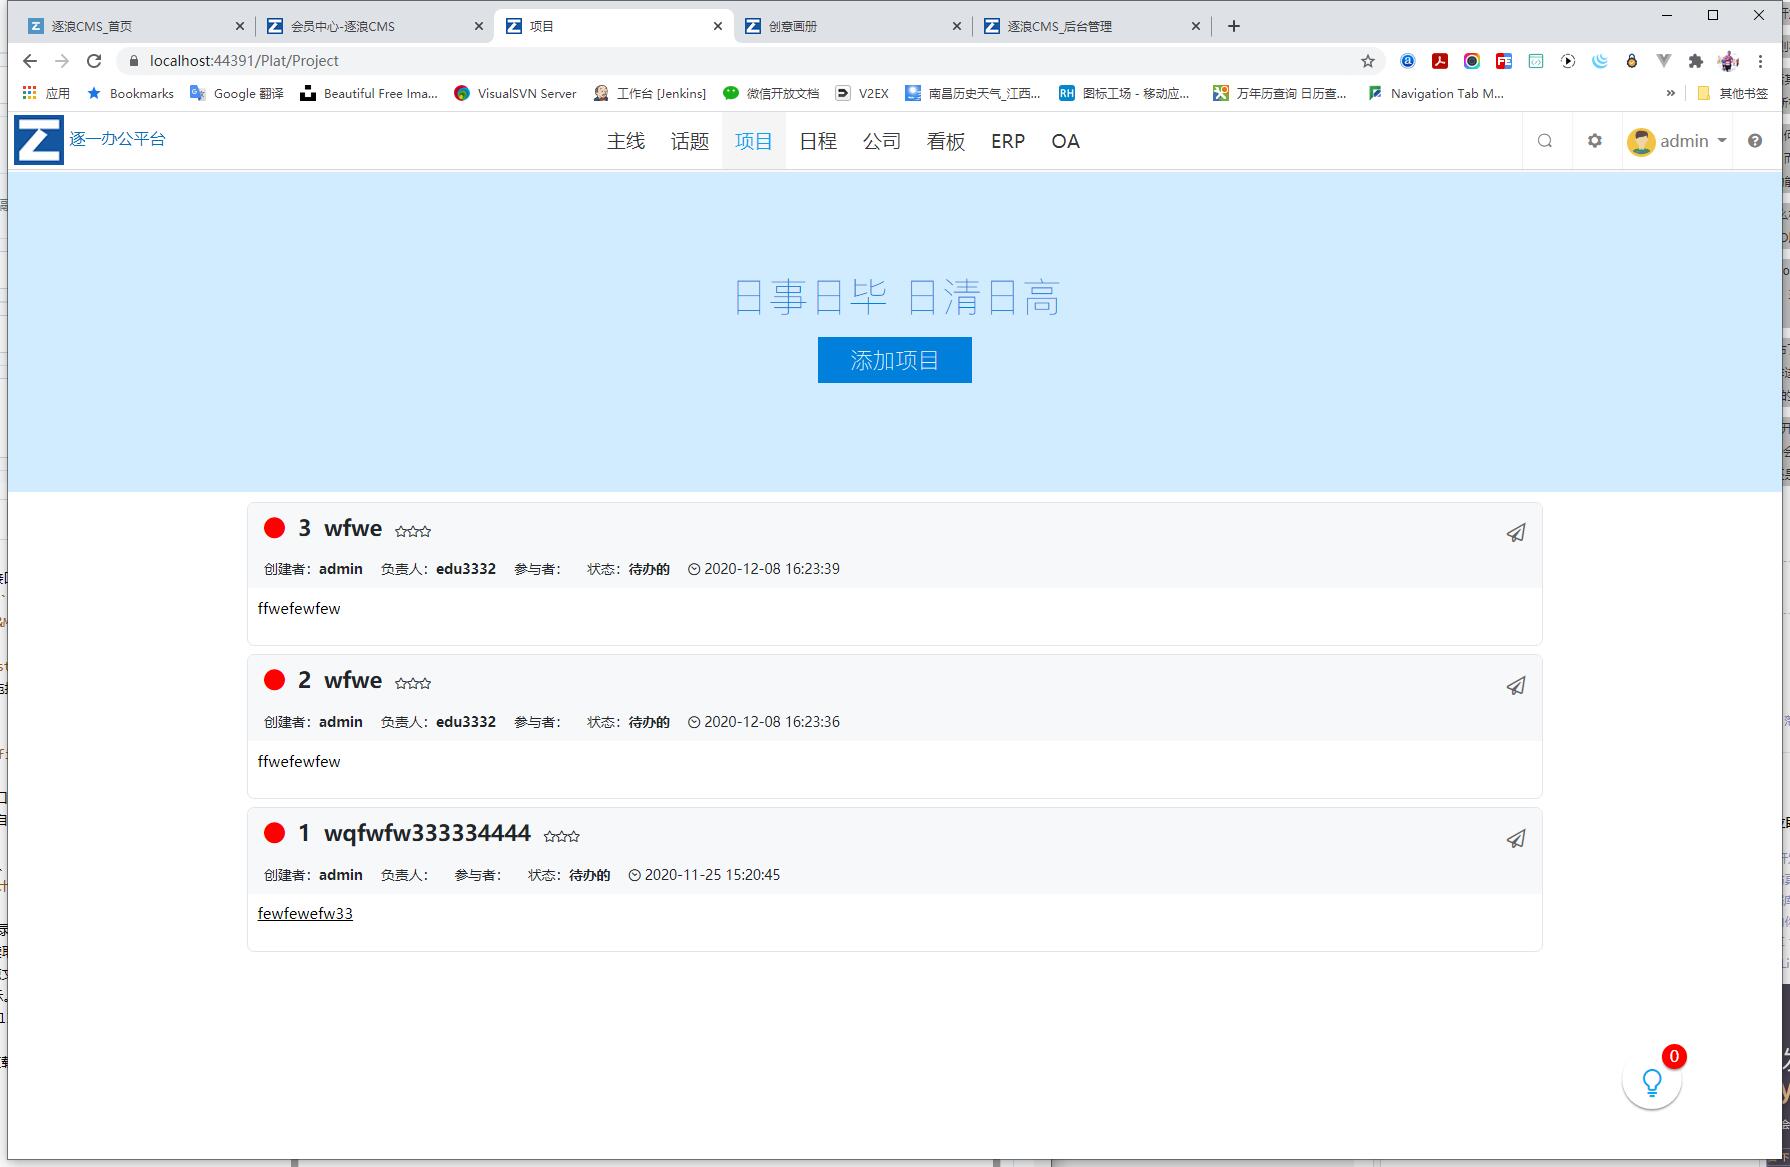 逐浪CMS_首页
会员中心-逐浪CMS
项目
创意画册
逐浪CMS_后台管理
localhost:44391/Plat/Project
应用
Bookmarks
Google 翻译
Beautiful Free Ima...
VisualSVN Server
工作台 [Jenkins]
微信开放文档
V2EX
南昌历史天气_江西...
图标工场 - 移动应...
万年历查询 日历查...
Navigation Tab M...
»
其他书签
逐一办公平台
主线 话题 项目 日程 公司 看板 ERP OA
admin
日事日毕 日清日高
添加项目
3 wfwe
创建者：admin 负责人：edu3332 参与者： 状态：待办的 2020-12-08 16:23:39
ffwefewfew
2 wfwe
创建者：admin 负责人：edu3332 参与者： 状态：待办的 2020-12-08 16:23:36
ffwefewfew
1 wqfwfw333334444
创建者：admin 负责人： 参与者： 状态：待办的 2020-11-25 15:20:45
fewfewefw33
0